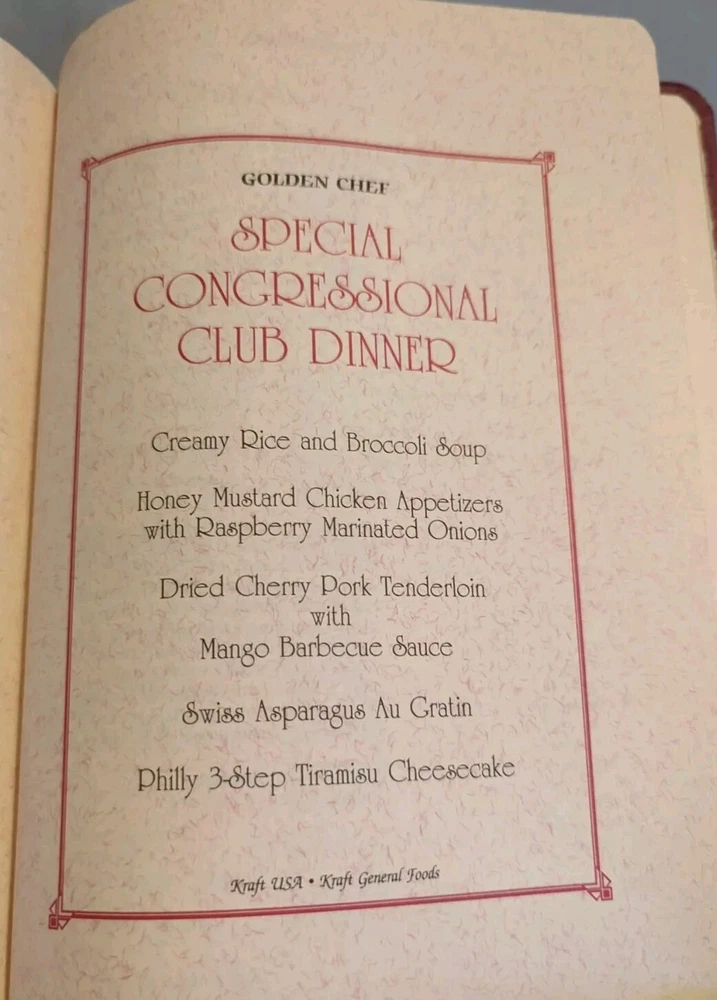 GOLDEN CHEF
SPECIAL
CONGRESSIONAL
CLUB DINNER
Creamy Rice and Broccoli Soup
Honey Mustard Chicken Appetizers
with Raspberry Marinated Onions
Dried Cherry Pork Tenderloin
with
Mango Barbecue Sauce
Swiss Asparagus Au Gratin
Philly 3-Step Tiramisu Cheesecake
Kraft USA • Kraft General Foods